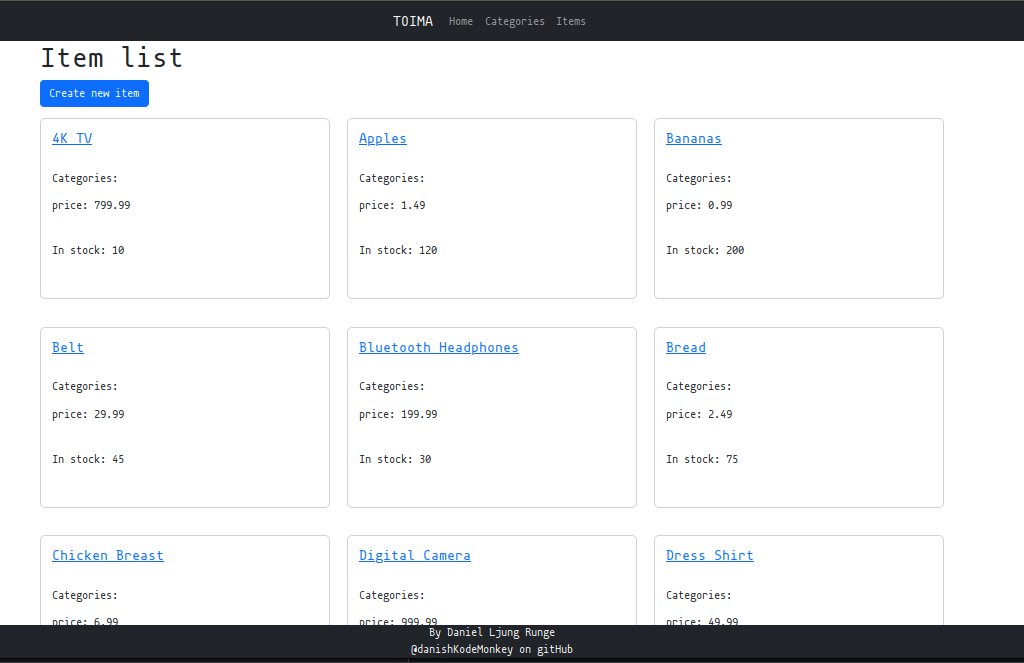 TOIMA Home Categories Items
Item list
Create new item
4K TV
Categories:
price: 799.99
In stock: 10
Apples
Categories:
price: 1.49
In stock: 120
Bananas
Categories:
price: 0.99
In stock: 200
Belt
Categories:
price: 29.99
In stock: 45
Bluetooth Headphones
Categories:
price: 199.99
In stock: 30
Bread
Categories:
price: 2.49
In stock: 75
Chicken Breast
Categories:
price: 6.99
Digital Camera
Categories:
price: 999.99
Dress Shirt
Categories:
price: 49.99
By Daniel Ljung Runge
@danishKodeMonkey on gitHub